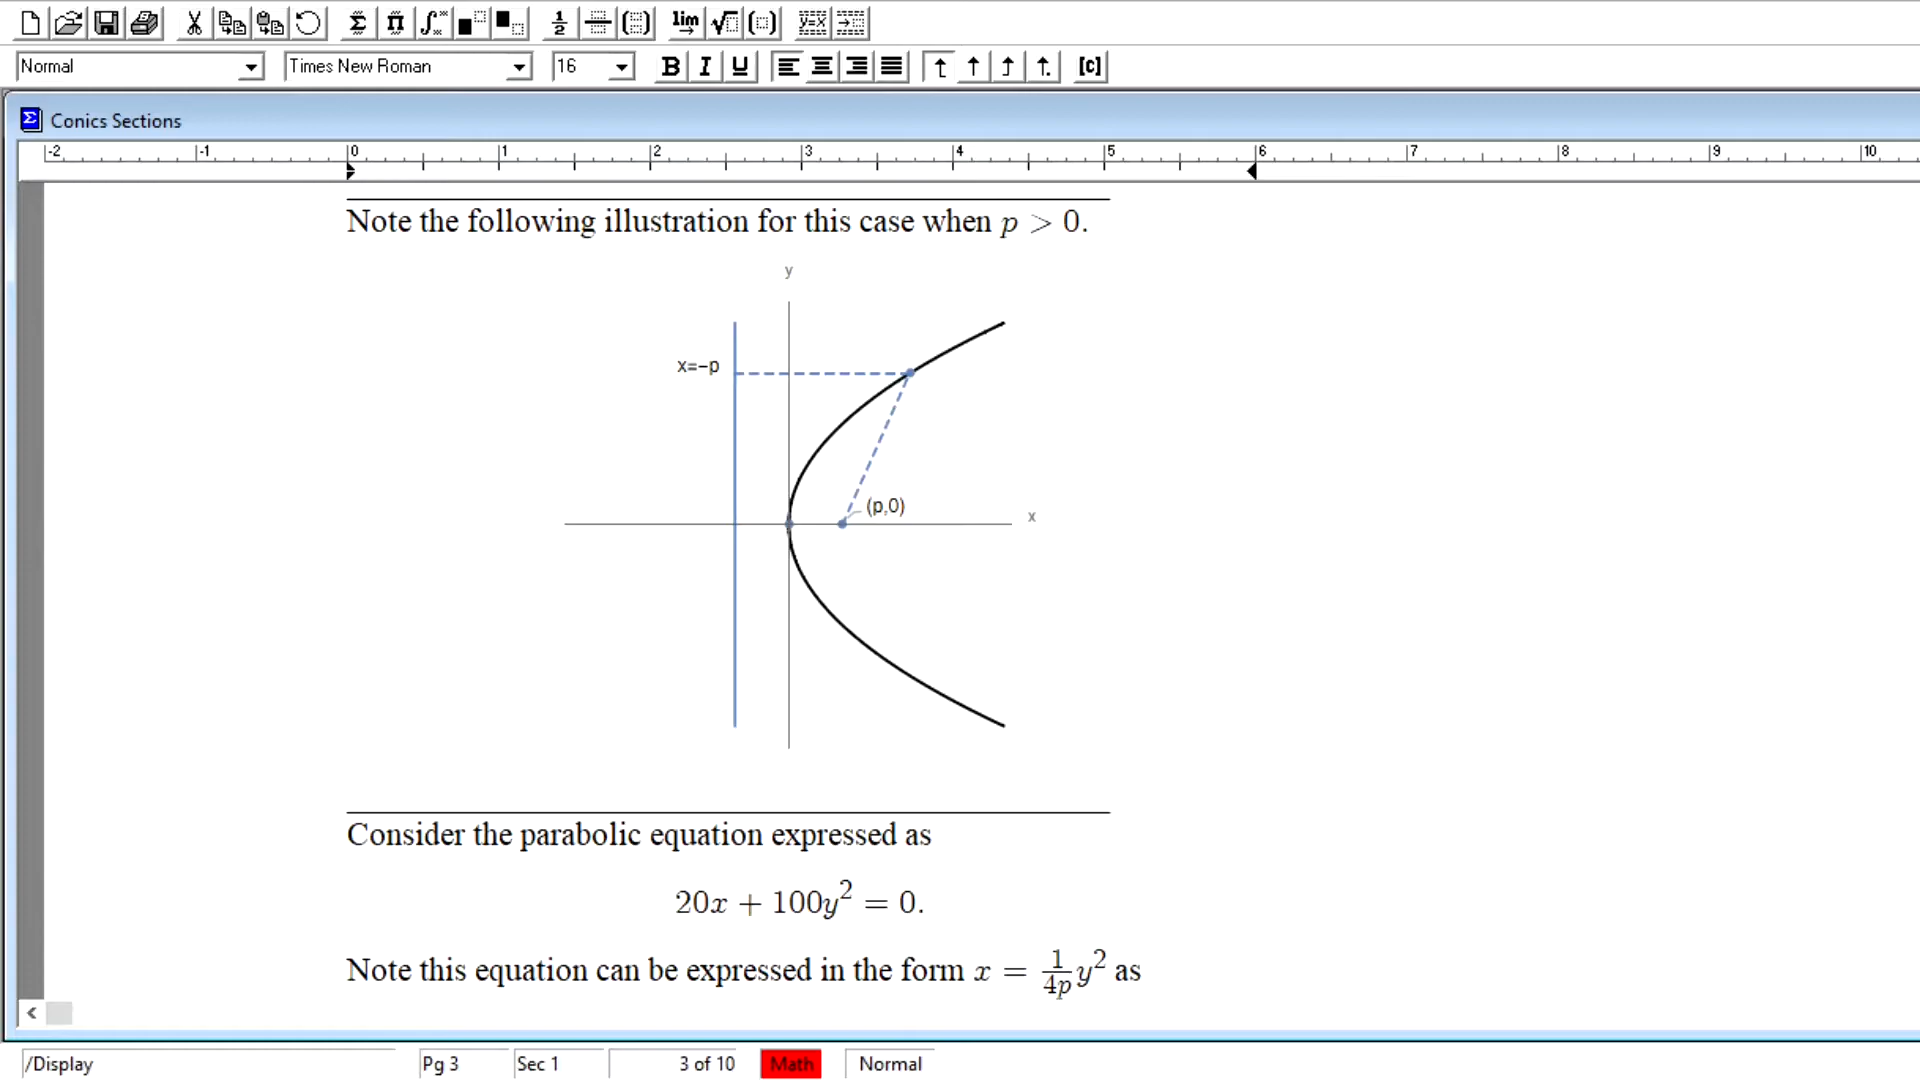 lim y=x
Normal Times New Roman 16 B I U [c]
Conics Sections
-2 -1 0 1 2 3 4 5 6 7 8 9 10
Note the following illustration for this case when p > 0.
y
x=−p
(p,0)
x
Consider the parabolic equation expressed as
20x + 100y² = 0.
Note this equation can be expressed in the form x = 1/4p y² as
/Display Pg 3 Sec 1 3 of 10 Math Normal